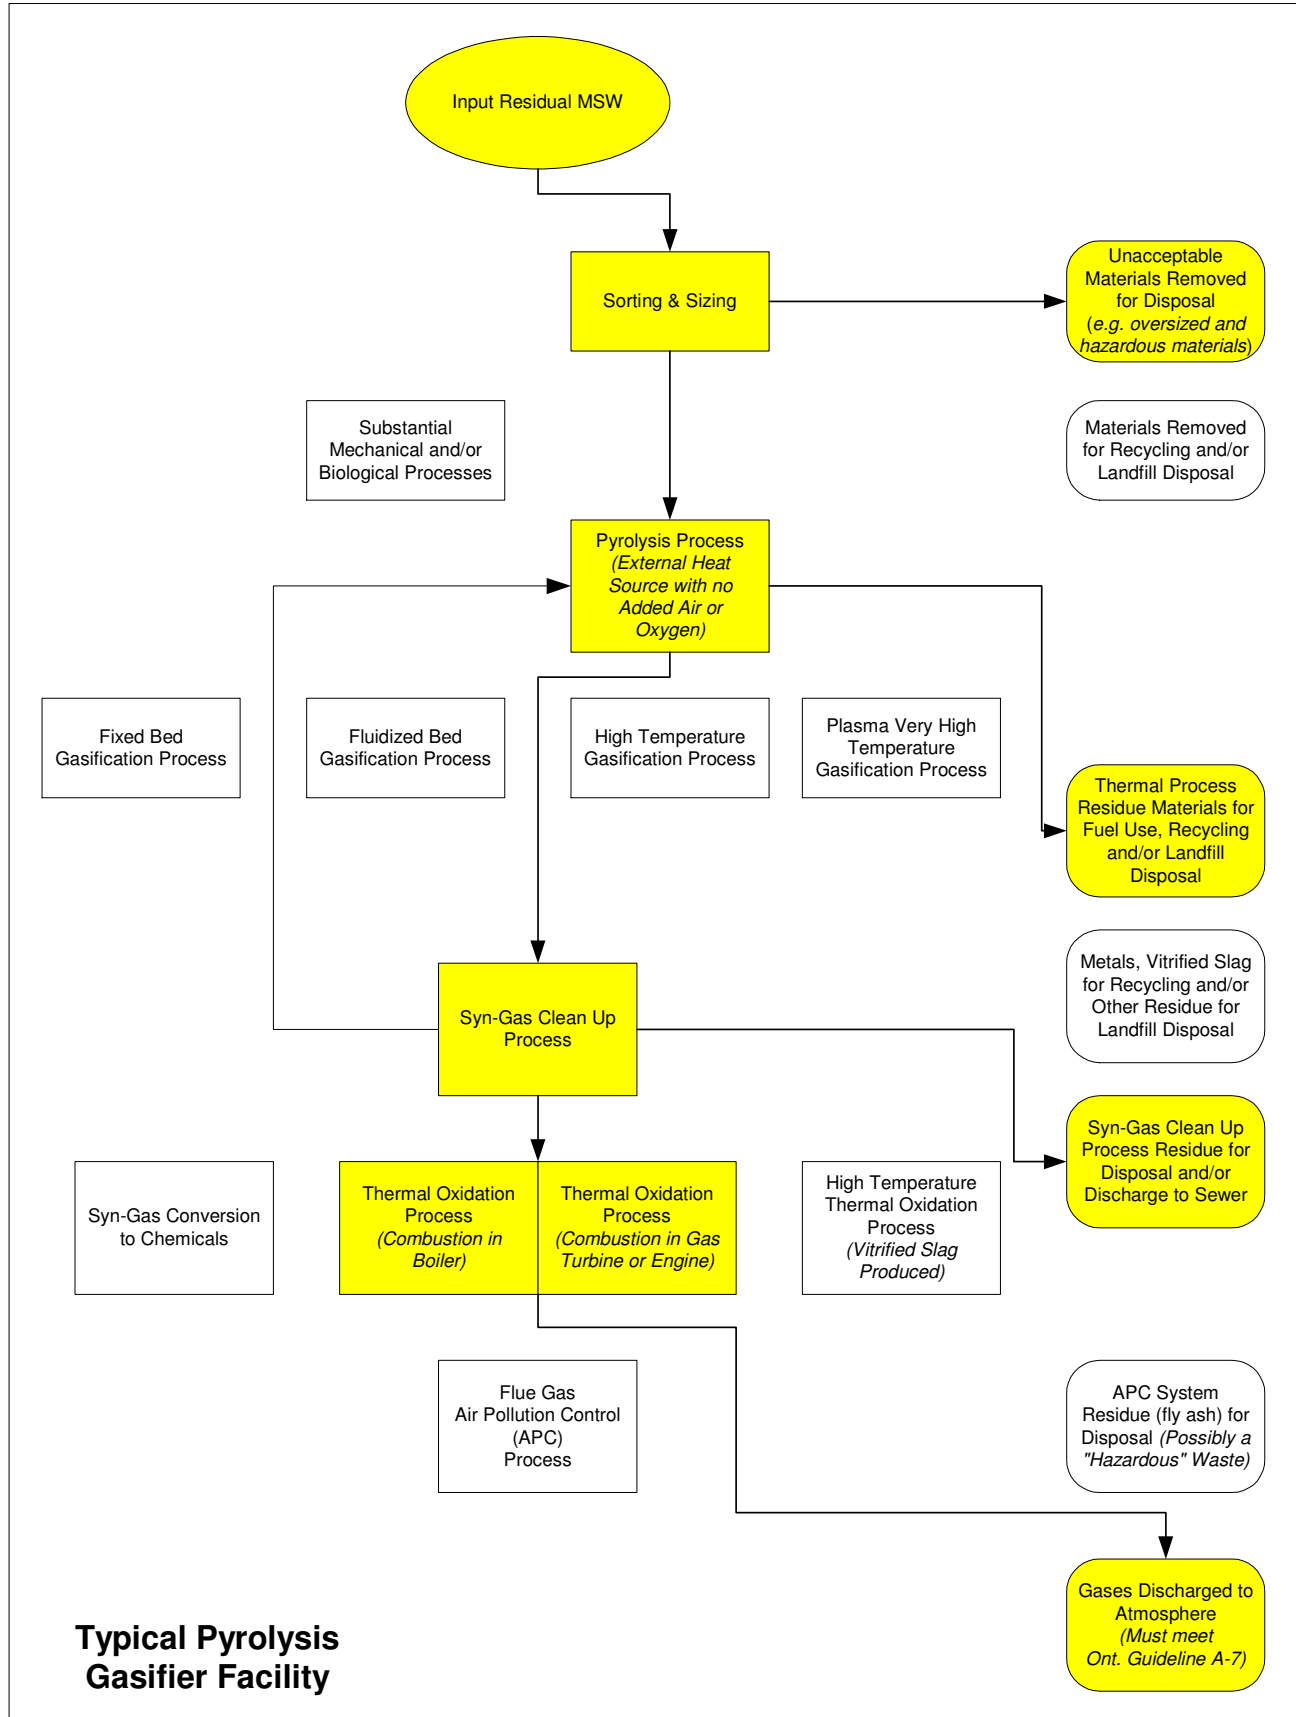 Input Residual MSW
Sorting & Sizing
Unacceptable
Materials Removed
for Disposal
(e.g. oversized and
hazardous materials)
Substantial
Mechanical and/or
Biological Processes
Materials Removed
for Recycling and/or
Landfill Disposal
Pyrolysis Process
(External Heat
Source with no
Added Air or
Oxygen)
Fixed Bed
Gasification Process
Fluidized Bed
Gasification Process
High Temperature
Gasification Process
Plasma Very High
Temperature
Gasification Process
Thermal Process
Residue Materials for
Fuel Use, Recycling
and/or Landfill
Disposal
Metals, Vitrified Slag
for Recycling and/or
Other Residue for
Landfill Disposal
Syn-Gas Clean Up
Process
Syn-Gas Clean Up
Process Residue for
Disposal and/or
Discharge to Sewer
Syn-Gas Conversion
to Chemicals
Thermal Oxidation
Process
(Combustion in
Boiler)
Thermal Oxidation
Process
(Combustion in Gas
Turbine or Engine)
High Temperature
Thermal Oxidation
Process
(Vitrified Slag
Produced)
Flue Gas
Air Pollution Control
(APC)
Process
APC System
Residue (fly ash) for
Disposal (Possibly a
"Hazardous" Waste)
Gases Discharged to
Atmosphere
(Must meet
Ont. Guideline A-7)
Typical Pyrolysis
Gasifier Facility